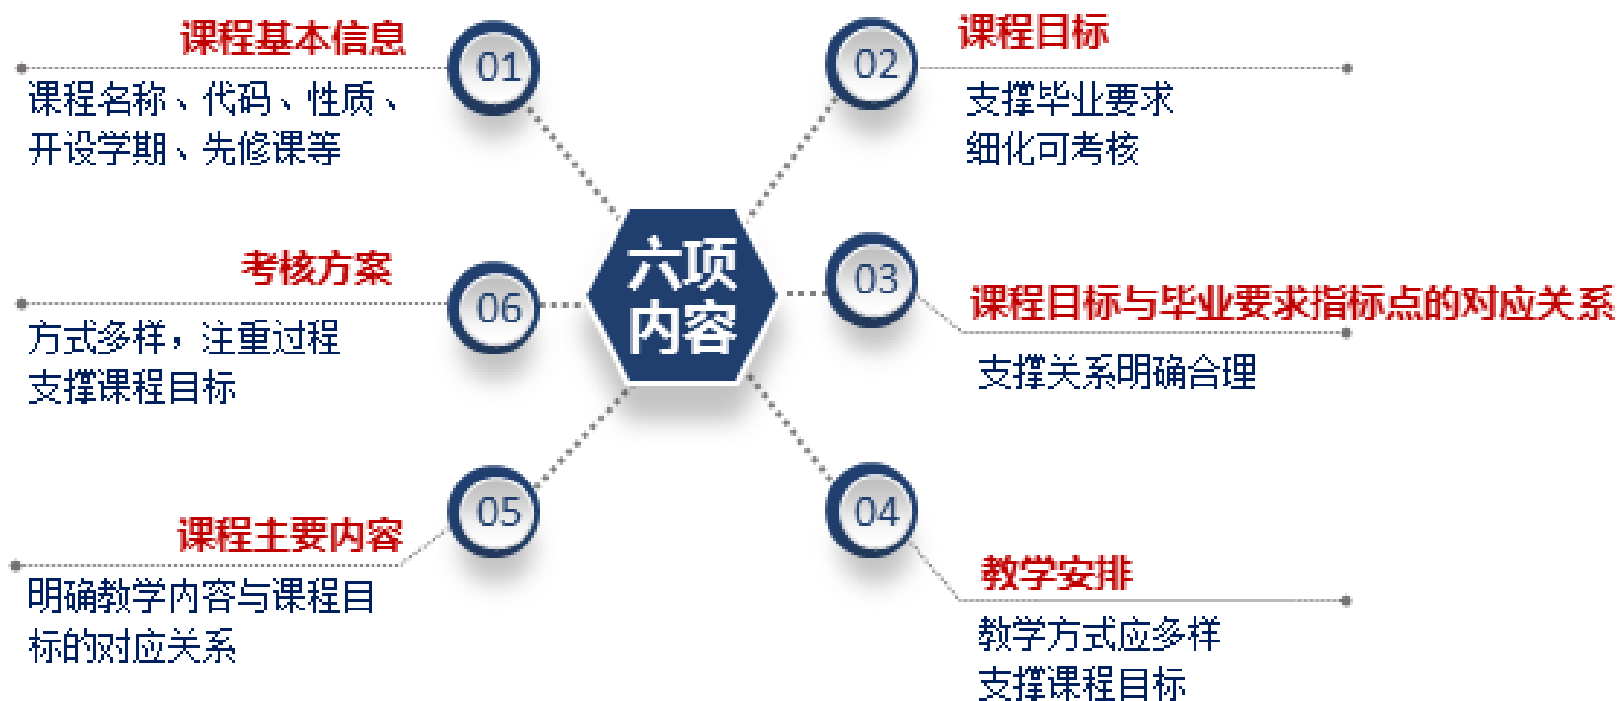 课程基本信息
01
课程名称、代码、性质、
开设学期、先修课等
02
课程目标
支撑毕业要求
细化可考核
六项
内容
03
课程目标与毕业要求指标点的对应关系
支撑关系明确合理
04
教学安排
教学方式应多样
支撑课程目标
05
课程主要内容
明确教学内容与课程目
标的对应关系
06
考核方案
方式多样，注重过程
支撑课程目标